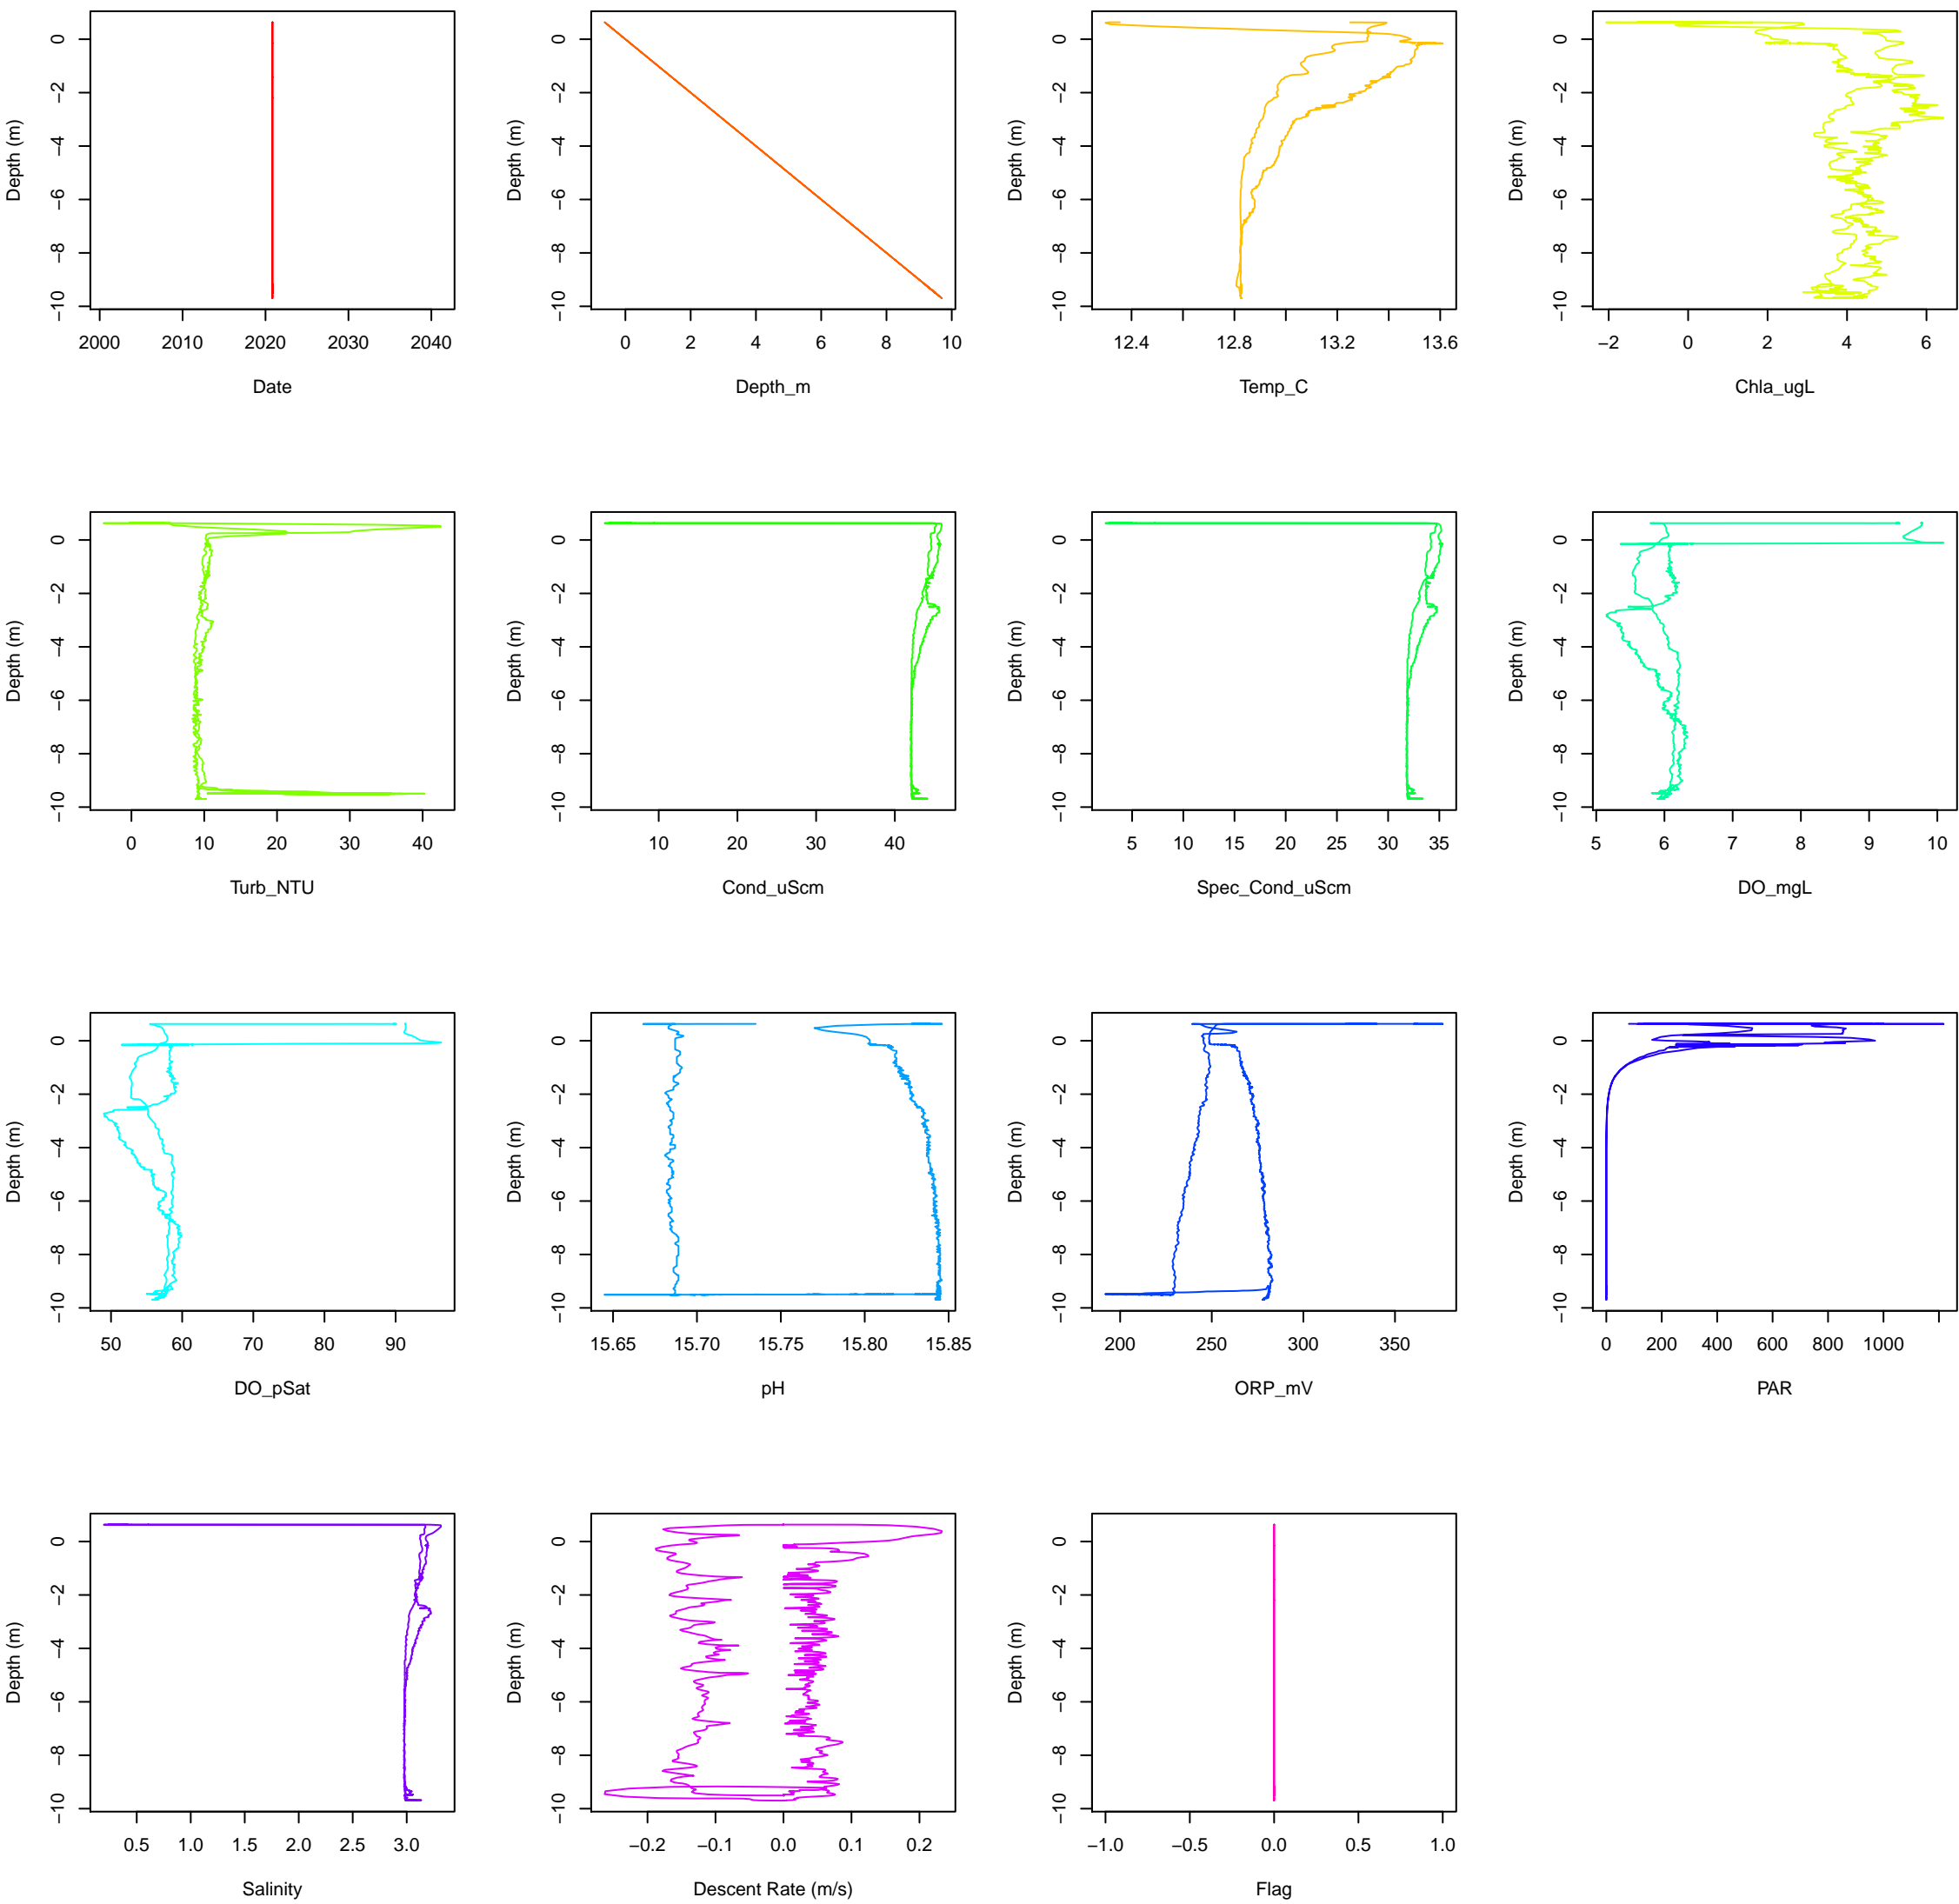 Depth (m)
0
−2
−4
−6
−8
−10
2000 2010 2020 2030 2040
Date
Depth (m)
0
−2
−4
−6
−8
−10
0 2 4 6 8 10
Depth_m
Depth (m)
0
−2
−4
−6
−8
−10
12.4 12.8 13.2 13.6
Temp_C
Depth (m)
0
−2
−4
−6
−8
−10
−2 0 2 4 6
Chla_ugL
Depth (m)
0
−2
−4
−6
−8
−10
0 10 20 30 40
Turb_NTU
Depth (m)
0
−2
−4
−6
−8
−10
10 20 30 40
Cond_uScm
Depth (m)
0
−2
−4
−6
−8
−10
5 10 15 20 25 30 35
Spec_Cond_uScm
Depth (m)
0
−2
−4
−6
−8
−10
5 6 7 8 9 10
DO_mgL
Depth (m)
0
−2
−4
−6
−8
−10
50 60 70 80 90
DO_pSat
Depth (m)
0
−2
−4
−6
−8
−10
15.65 15.70 15.75 15.80 15.85
pH
Depth (m)
0
−2
−4
−6
−8
−10
200 250 300 350
ORP_mV
Depth (m)
0
−2
−4
−6
−8
−10
0 200 400 600 800 1000
PAR
Depth (m)
0
−2
−4
−6
−8
−10
0.5 1.0 1.5 2.0 2.5 3.0
Salinity
Depth (m)
0
−2
−4
−6
−8
−10
−0.2 −0.1 0.0 0.1 0.2
Descent Rate (m/s)
Depth (m)
0
−2
−4
−6
−8
−10
−1.0 −0.5 0.0 0.5 1.0
Flag